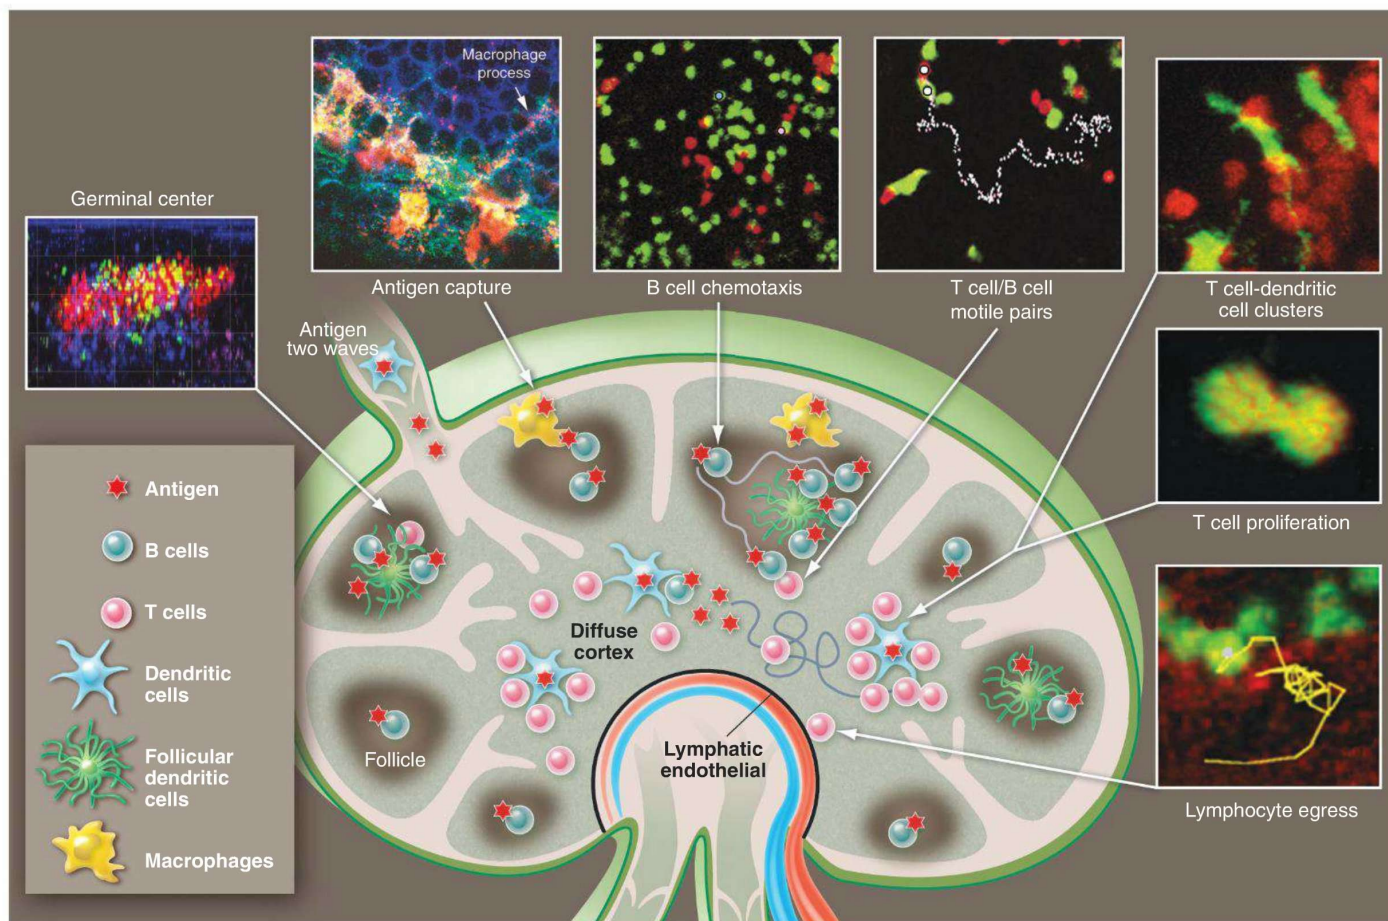 Macrophage
process
Germinal center
Antigen capture
B cell chemotaxis
T cell/B cell
motile pairs
T cell-dendritic
cell clusters
Antigen
two waves
T cell proliferation
Antigen
B cells
T cells
Dendritic
cells
Follicular
dendritic
cells
Macrophages
Diffuse
cortex
Follicle
Lymphatic
endothelial
Lymphocyte egress